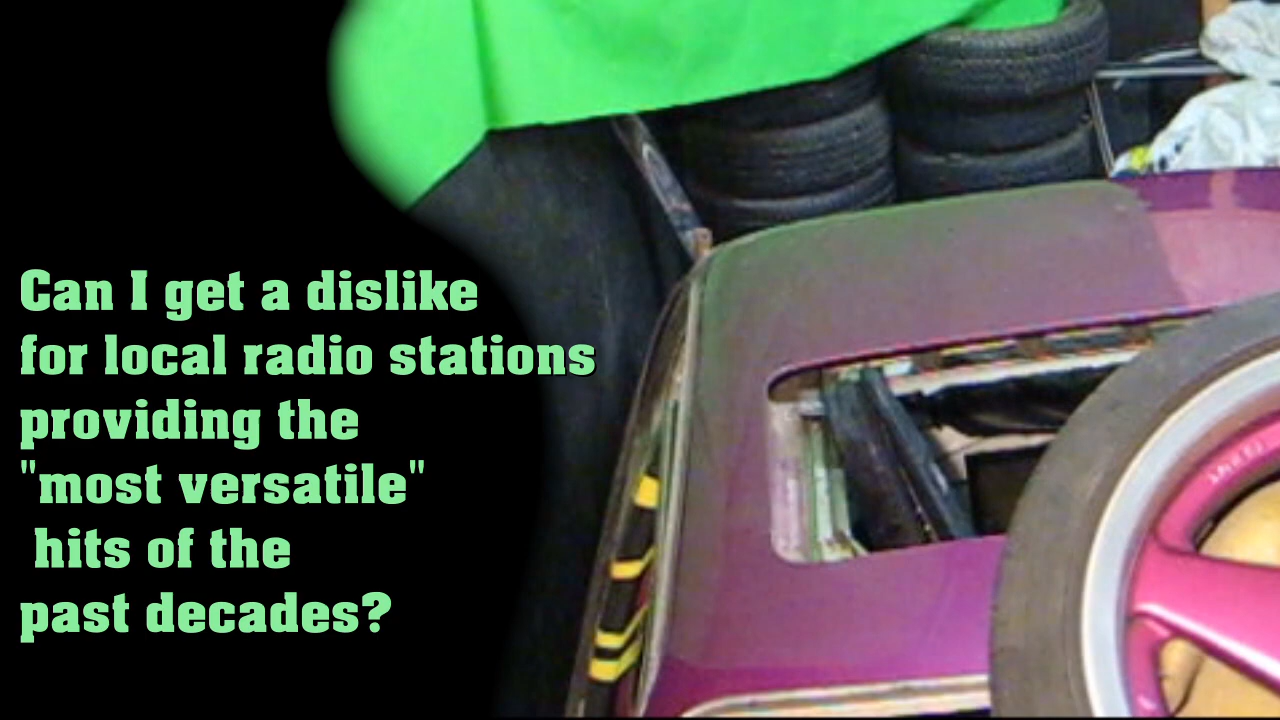 Can I get a dislike
for local radio stations
providing the
"most versatile"
hits of the
past decades?